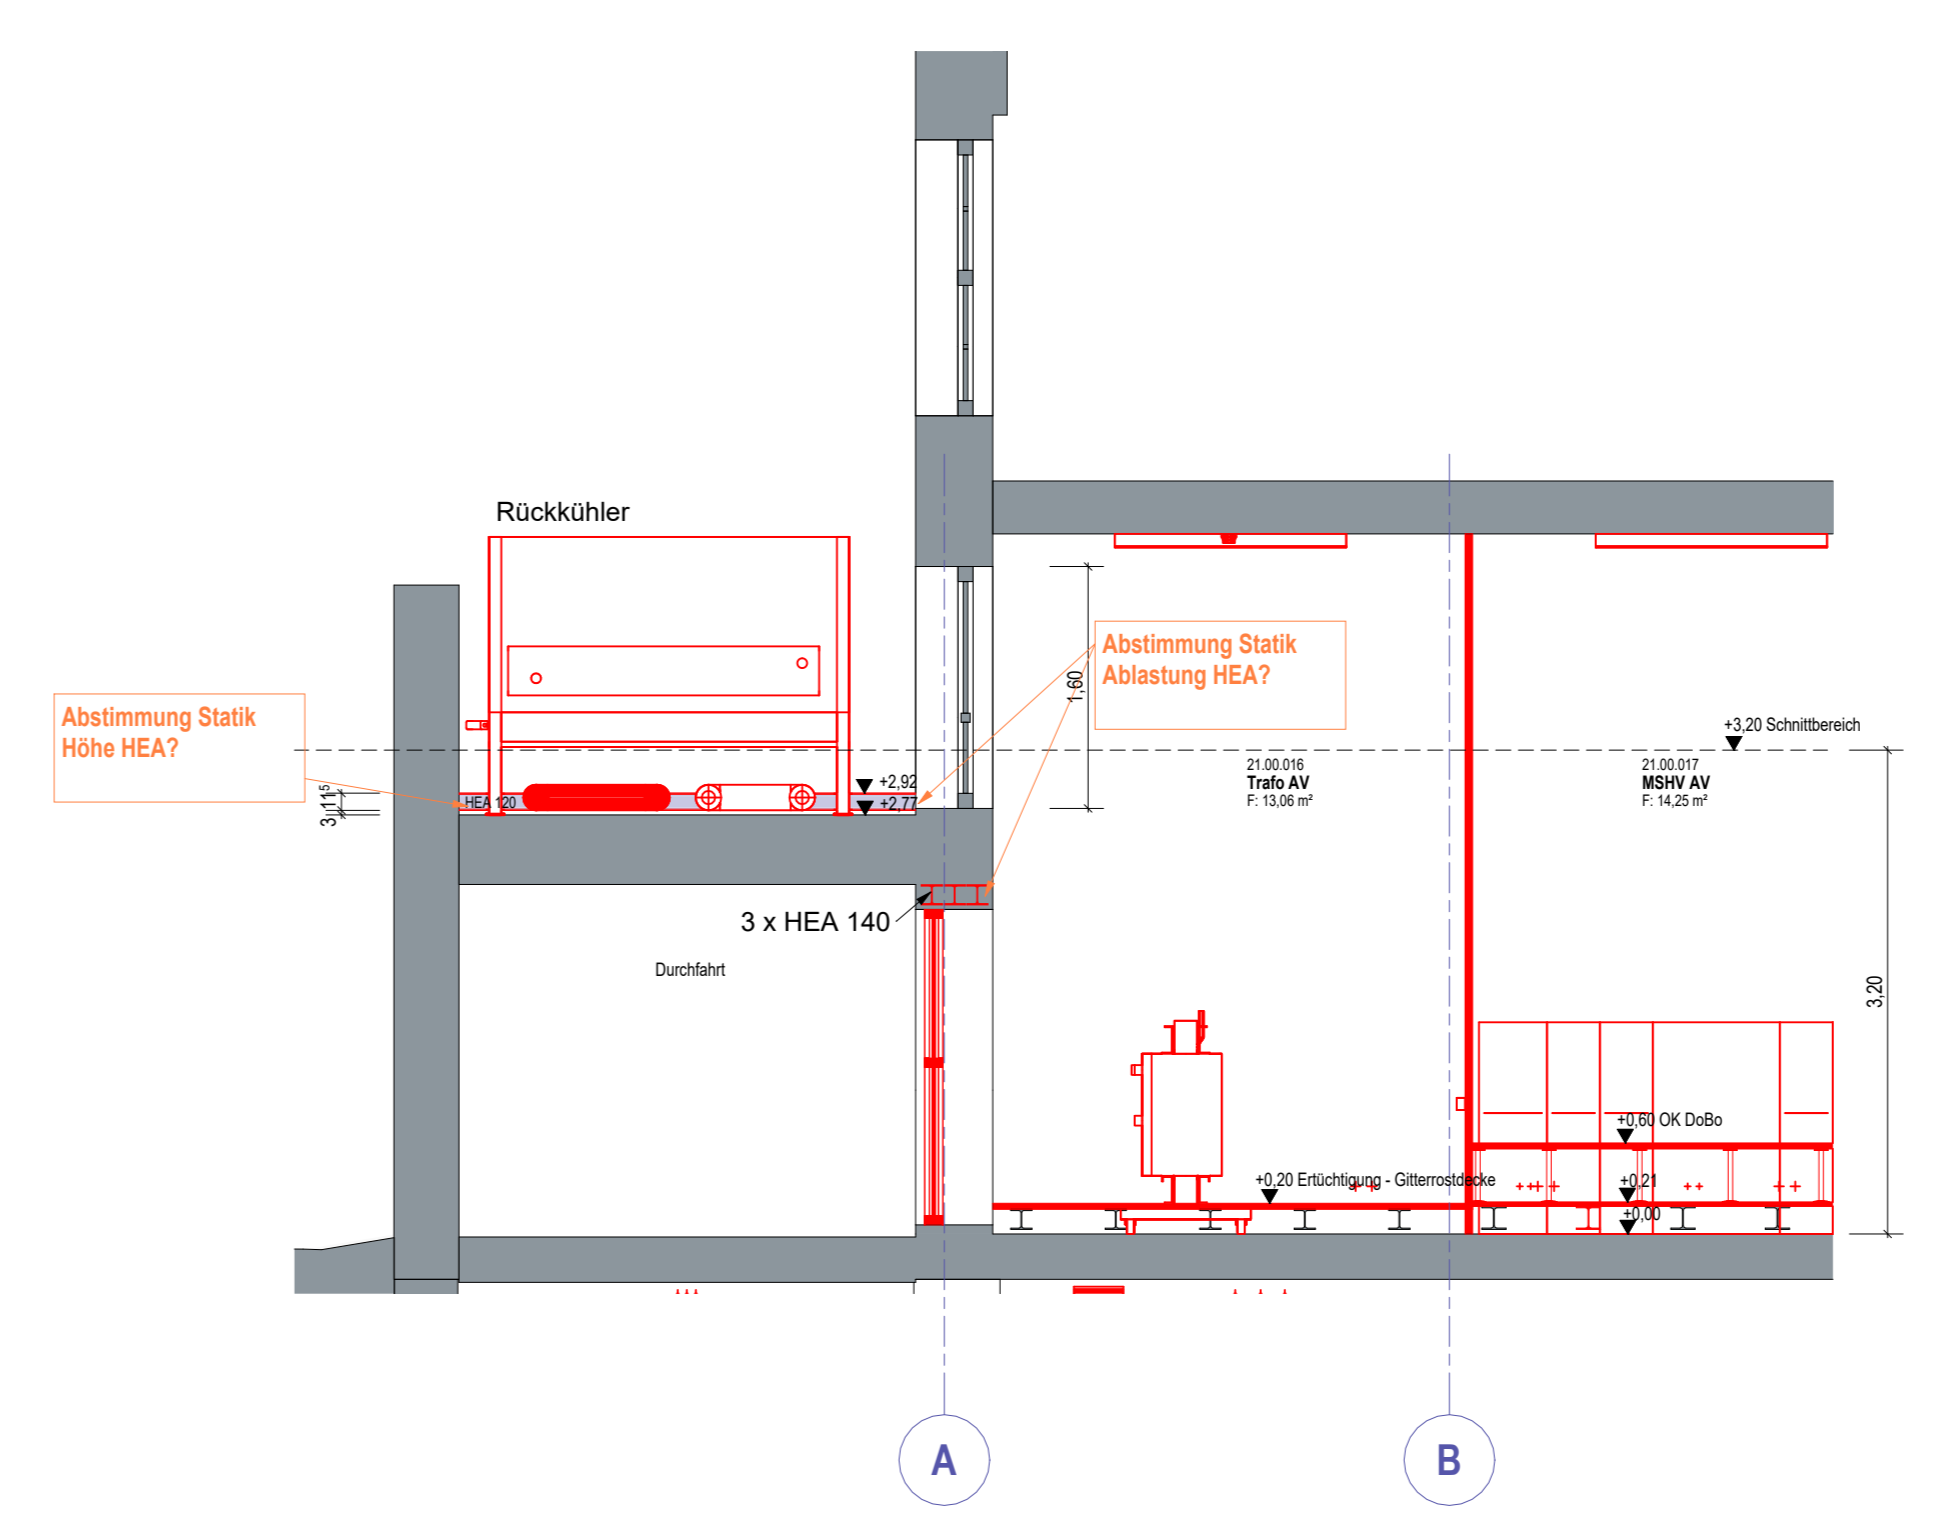 Rückkühler
Abstimmung Statik
Ablastung HEA?
1,60
Abstimmung Statik
Höhe HEA?
+3,20 Schnittbereich
21.00.016
Trafo AV
F: 13,06 m²
21.00.017
MSHV AV
F: 14,25 m²
+2,92
+2,77
HEA 120
3 11⁵
3 x HEA 140
Durchfahrt
3,20
+0,60 OK DoBo
+0,20 Ertüchtigung - Gitterrostdecke
+0,21
+0,00
A
B